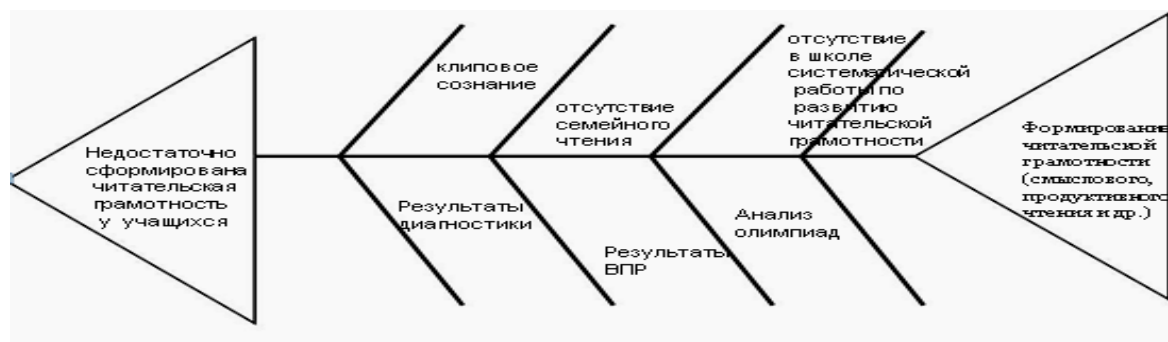 Недостаточно
сформирована
читательская
грамотность
у учащихся
клиповое
сознание
отсутствие
семейного
чтения
отсутствие
в школе
систематической
работы по
развитию
читательской
грамотности
Результаты
диагностики
Результаты
ВПР
Анализ
олимпиад
Формирование
читательской
грамотности
(смыслового,
продуктивного
чтения и др.)